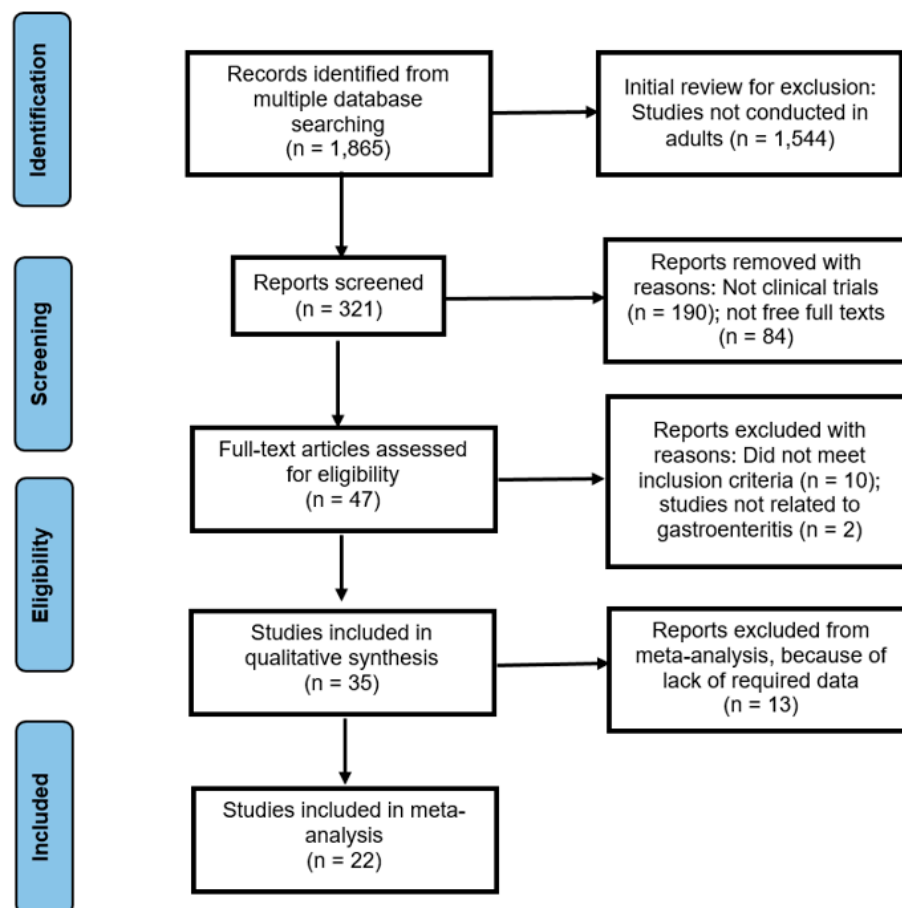 Identification
Records identified from
multiple database
searching
(n = 1,865)
Initial review for exclusion:
Studies not conducted in
adults (n = 1,544)
Screening
Reports screened
(n = 321)
Reports removed with
reasons: Not clinical trials
(n = 190); not free full texts
(n = 84)
Full-text articles assessed
for eligibility
(n = 47)
Reports excluded with
reasons: Did not meet
inclusion criteria (n = 10);
studies not related to
gastroenteritis (n = 2)
Eligibility
Studies included in
qualitative synthesis
(n = 35)
Reports excluded from
meta-analysis, because of
lack of required data
(n = 13)
Included
Studies included in meta-
analysis
(n = 22)